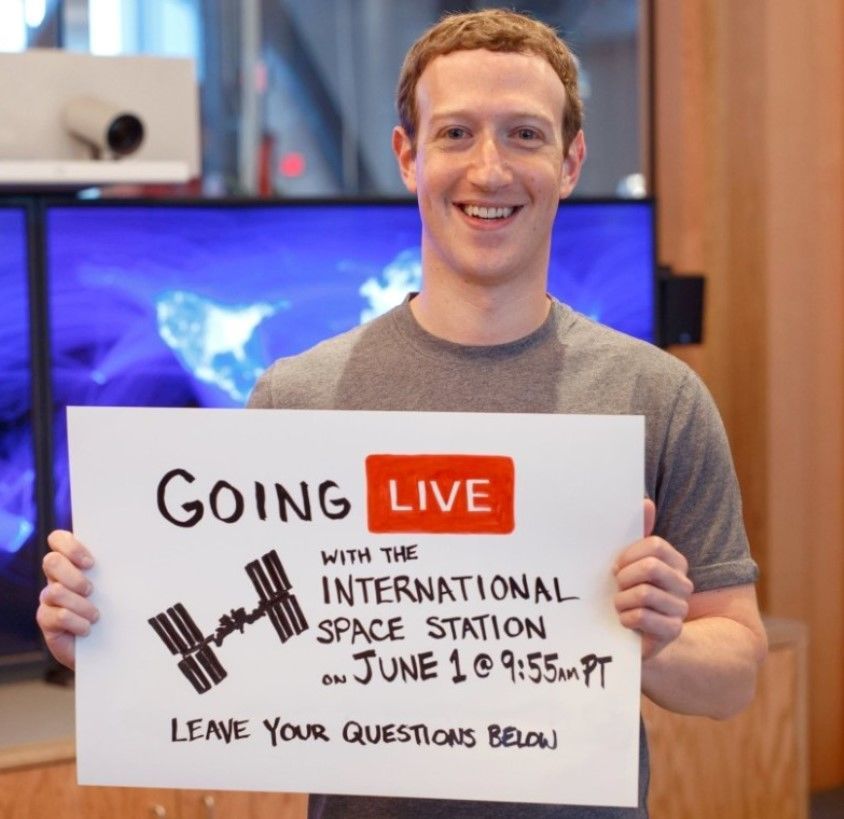 GOING LIVE
WITH THE
INTERNATIONAL
SPACE STATION
ON JUNE 1 @ 9:55AM PT
LEAVE YOUR QUESTIONS BELOW